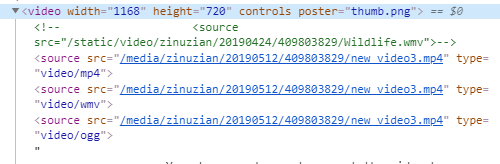 ▼<video width="1168" height="720" controls poster="thumb.png"> == $0
<!-- <source
src="/static/video/zinuzian/20190424/409803829/Wildlife.wmv">-->
<source src="/media/zinuzian/20190512/409803829/new_video3.mp4" type=
"video/mp4">
<source src="/media/zinuzian/20190512/409803829/new_video3.mp4" type=
"video/wmv">
<source src="/media/zinuzian/20190512/409803829/new_video3.mp4" type=
"video/ogg">
"